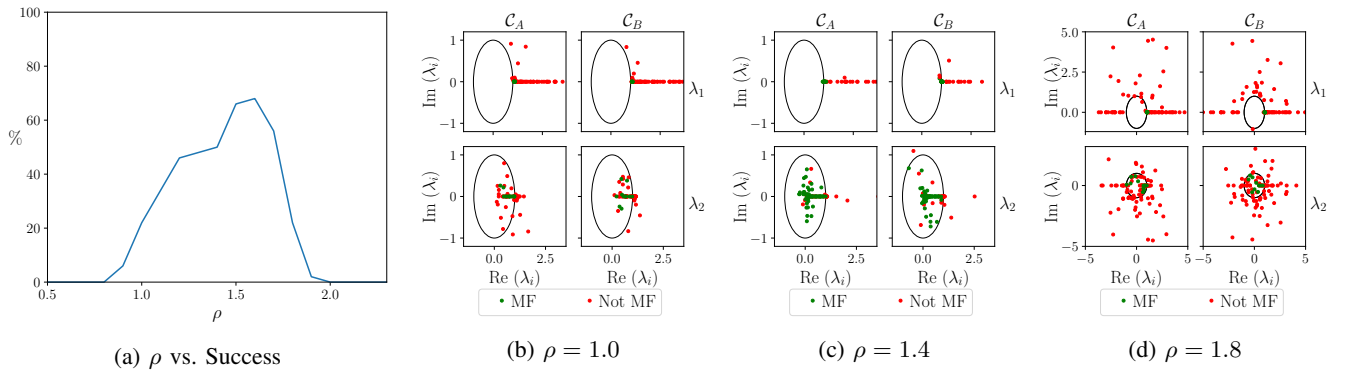 100
80
60
%
40
20
0
0.5 1.0 1.5 2.0
ρ
(a) ρ vs. Success
𝒞_A 𝒞_B
Im (λ_i) 1 0 −1 λ_1
Im (λ_i) 1 0 −1 λ_2
0.0 2.5 0.0 2.5
Re (λ_i) Re (λ_i)
MF Not MF
(b) ρ = 1.0
𝒞_A 𝒞_B
Im (λ_i) 1 0 −1 λ_1
Im (λ_i) 1 0 −1 λ_2
0.0 2.5 0.0 2.5
Re (λ_i) Re (λ_i)
MF Not MF
(c) ρ = 1.4
𝒞_A 𝒞_B
Im (λ_i) 5.0 2.5 0.0 λ_1
Im (λ_i) 0 −5 λ_2
−5 0 5 −5 0 5
Re (λ_i) Re (λ_i)
MF Not MF
(d) ρ = 1.8